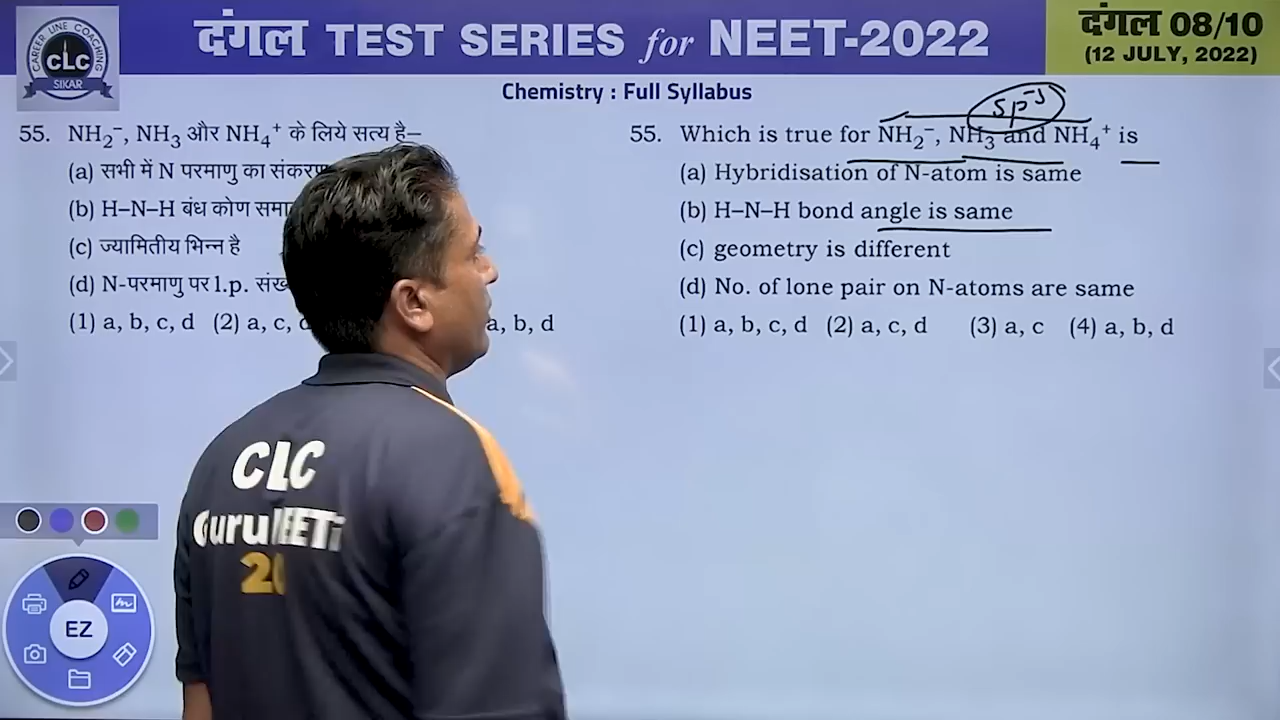 CAREER LINE COACHING
CLC
SIKAR
दंगल TEST SERIES for NEET-2022
दंगल 08/10
(12 JULY, 2022)
Chemistry : Full Syllabus
55. NH₂⁻, NH₃ और NH₄⁺ के लिये सत्य है–
(a) सभी में N परमाणु का
(b) H–N–H बंध कोण
(c) ज्यामितीय भिन्न है
(d) N-परमाणु पर l.p.
(1) a, b, c, d (2) a, c, a, b, d
sp³
55. Which is true for NH₂⁻, NH₃ and NH₄⁺ is
(a) Hybridisation of N-atom is same
(b) H–N–H bond angle is same
(c) geometry is different
(d) No. of lone pair on N-atoms are same
(1) a, b, c, d (2) a, c, d (3) a, c (4) a, b, d
CLC
EZ